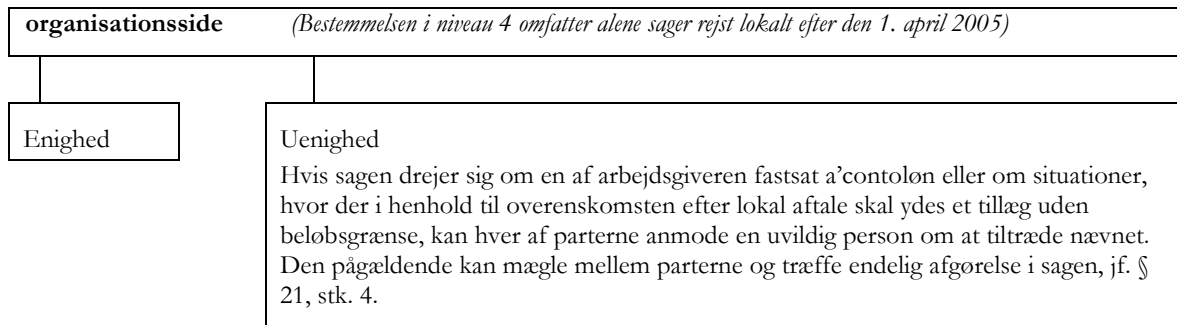 organisationsside (Bestemmelsen i niveau 4 omfatter alene sager rejst lokalt efter den 1. april 2005)
Enighed
Uenighed
Hvis sagen drejer sig om en af arbejdsgiveren fastsat a’contoløn eller om situationer,
hvor der i henhold til overenskomsten efter lokal aftale skal ydes et tillæg uden
beløbsgrænse, kan hver af parterne anmode en uvildig person om at tiltræde nævnet.
Den pågældende kan mægle mellem parterne og træffe endelig afgørelse i sagen, jf. §
21, stk. 4.